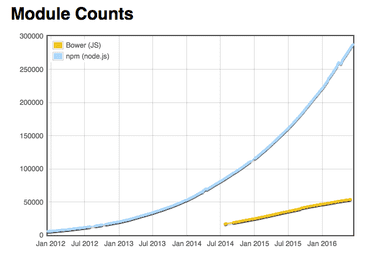 Module Counts
300000
Bower (JS)
npm (node.js)
250000
200000
150000
100000
50000
0
Jan 2012 Jul 2012 Jan 2013 Jul 2013 Jan 2014 Jul 2014 Jan 2015 Jul 2015 Jan 2016